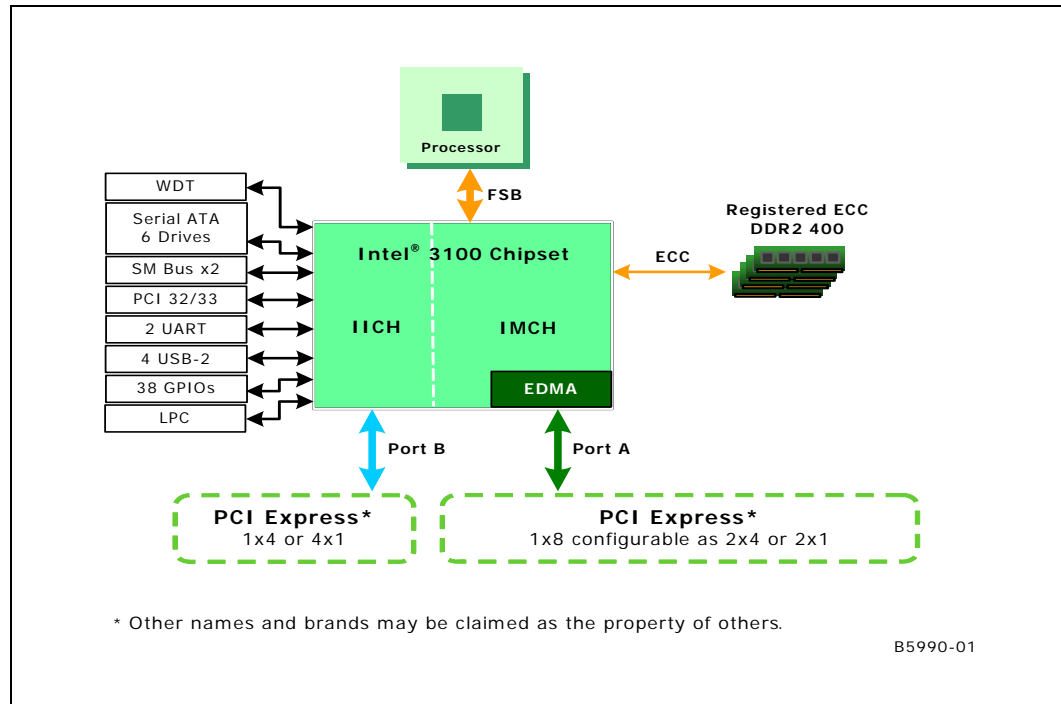 Processor
FSB
WDT
Serial ATA
6 Drives
SM Bus x2
PCI 32/33
2 UART
4 USB-2
38 GPIOs
LPC
Intel® 3100 Chipset
IICH
IMCH
EDMA
ECC
Registered ECC
DDR2 400
Port B
Port A
PCI Express*
1x4 or 4x1
PCI Express*
1x8 configurable as 2x4 or 2x1
* Other names and brands may be claimed as the property of others.
B5990-01